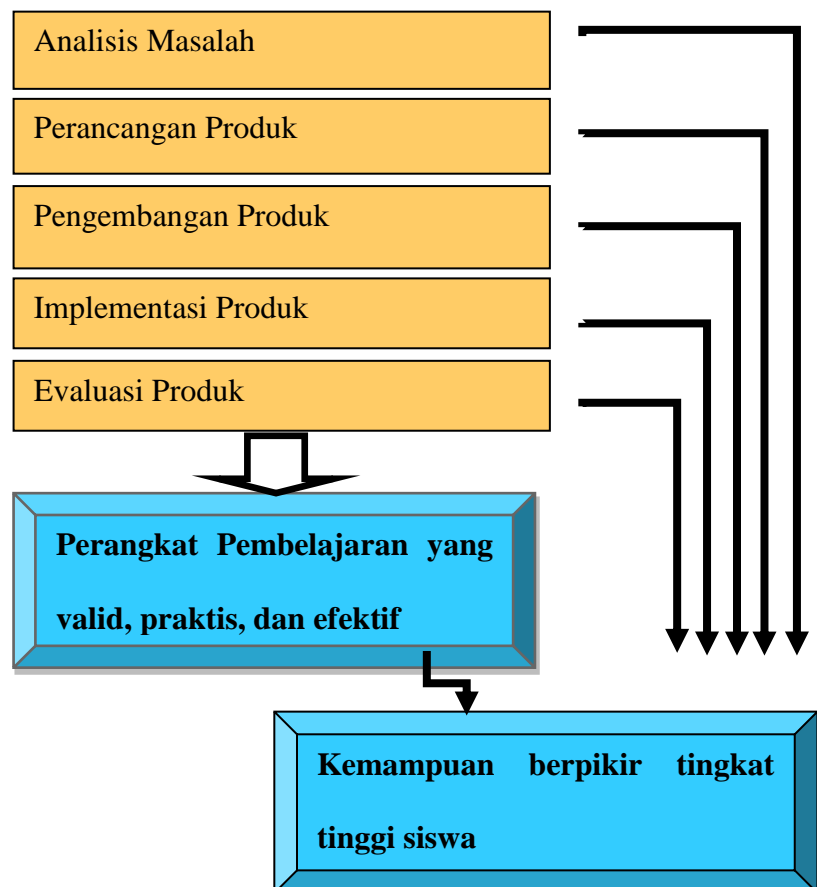 Analisis Masalah
Perancangan Produk
Pengembangan Produk
Implementasi Produk
Evaluasi Produk
Perangkat Pembelajaran yang
valid, praktis, dan efektif
Kemampuan berpikir tingkat
tinggi siswa